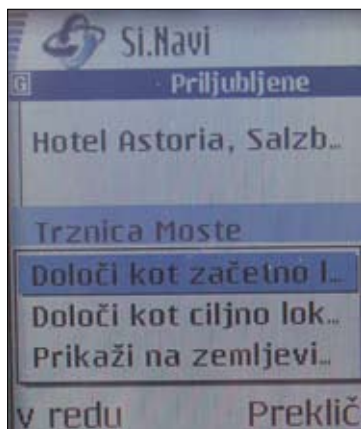 Si.Navi
G
Priljubljene
Hotel Astoria, Salzb...
Trznica Moste
Določi kot začetno l...
Določi kot ciljno lok...
Prikaži na zemljevi...
v redu Preklič